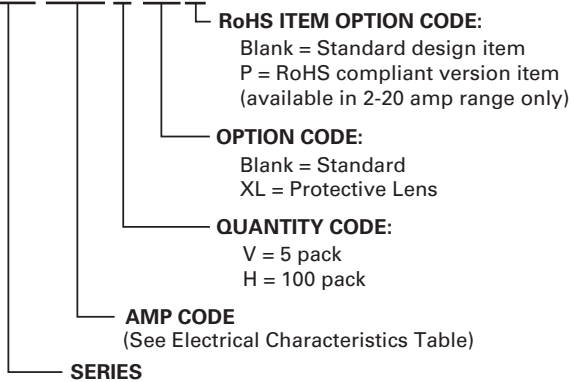 RoHS ITEM OPTION CODE:
Blank = Standard design item
P = RoHS compliant version item
(available in 2-20 amp range only)
OPTION CODE:
Blank = Standard
XL = Protective Lens
QUANTITY CODE:
V = 5 pack
H = 100 pack
AMP CODE
(See Electrical Characteristics Table)
SERIES